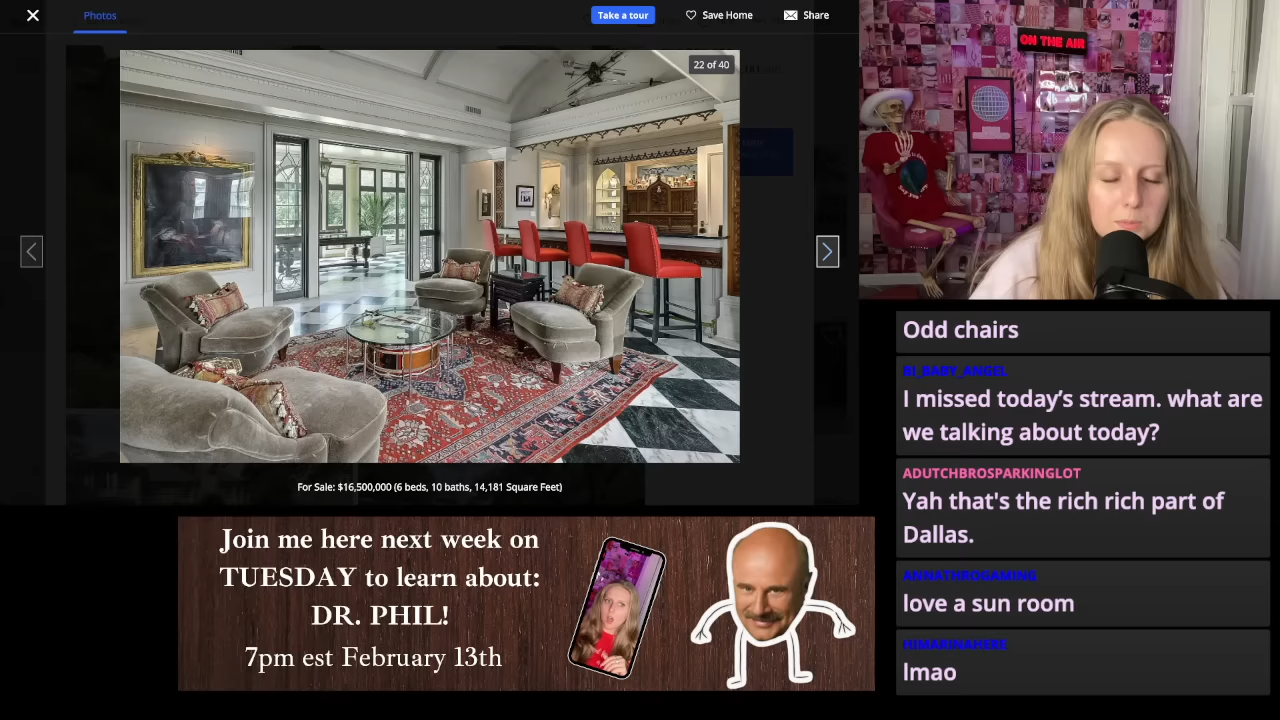 Photos
Take a tour
Save Home
Share
22 of 40
ON THE AIR
For Sale: $16,500,000 (6 beds, 10 baths, 14,181 Square Feet)
Odd chairs
BI_BABY_ANGEL
I missed today’s stream. what are
we talking about today?
ADUTCHBROSPARKINGLOT
Yah that's the rich rich part of
Dallas.
ANNATHROGAMING
love a sun room
HIMARINAHERE
lmao
Join me here next week on
TUESDAY to learn about:
DR. PHIL!
7pm est February 13th